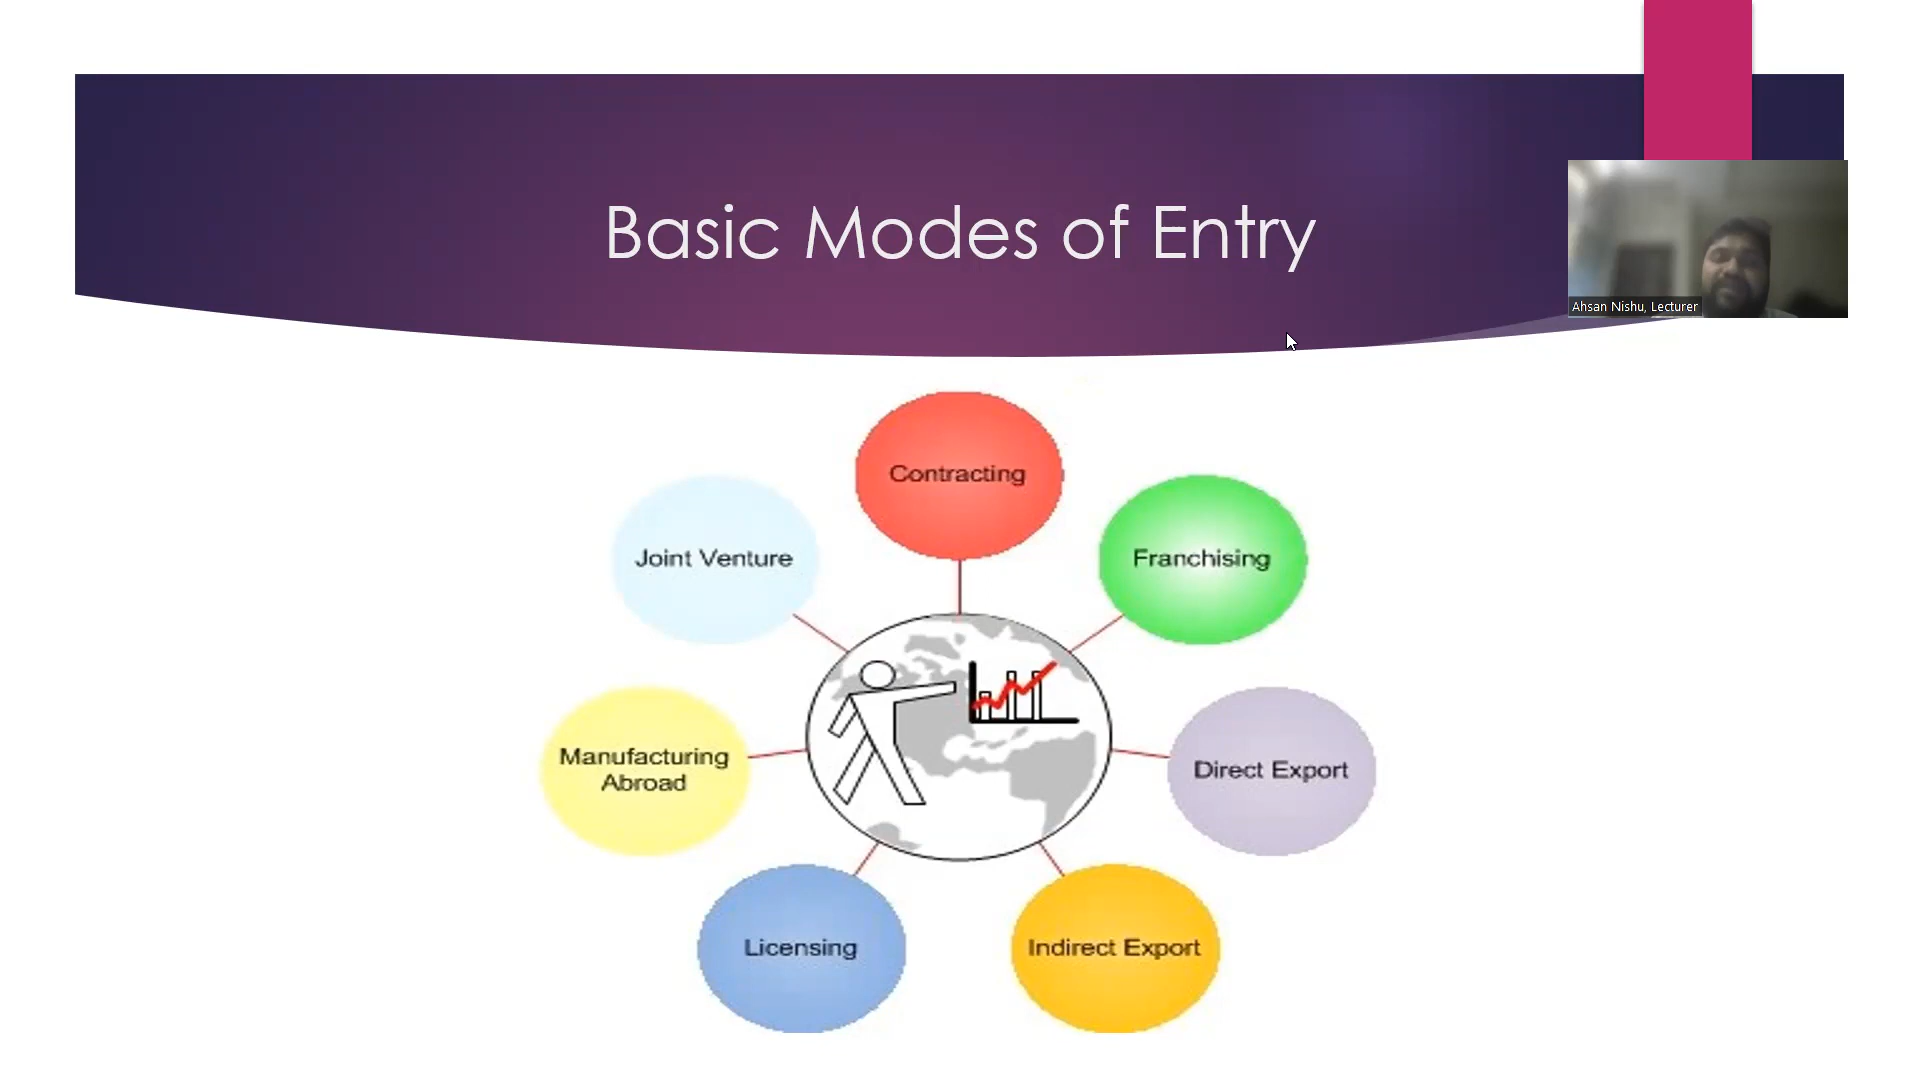 Basic Modes of Entry
Ahsan Nishu, Lecturer
Contracting
Joint Venture
Franchising
Manufacturing
Abroad
Direct Export
Licensing
Indirect Export